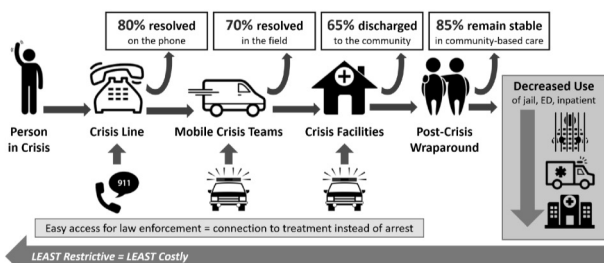 80% resolved
on the phone
70% resolved
in the field
65% discharged
to the community
85% remain stable
in community-based care
Decreased Use
of jail, ED, inpatient
Person
in Crisis
Crisis Line
Mobile Crisis Teams
Crisis Facilities
Post-Crisis
Wraparound
911
Easy access for law enforcement = connection to treatment instead of arrest
LEAST Restrictive = LEAST Costly